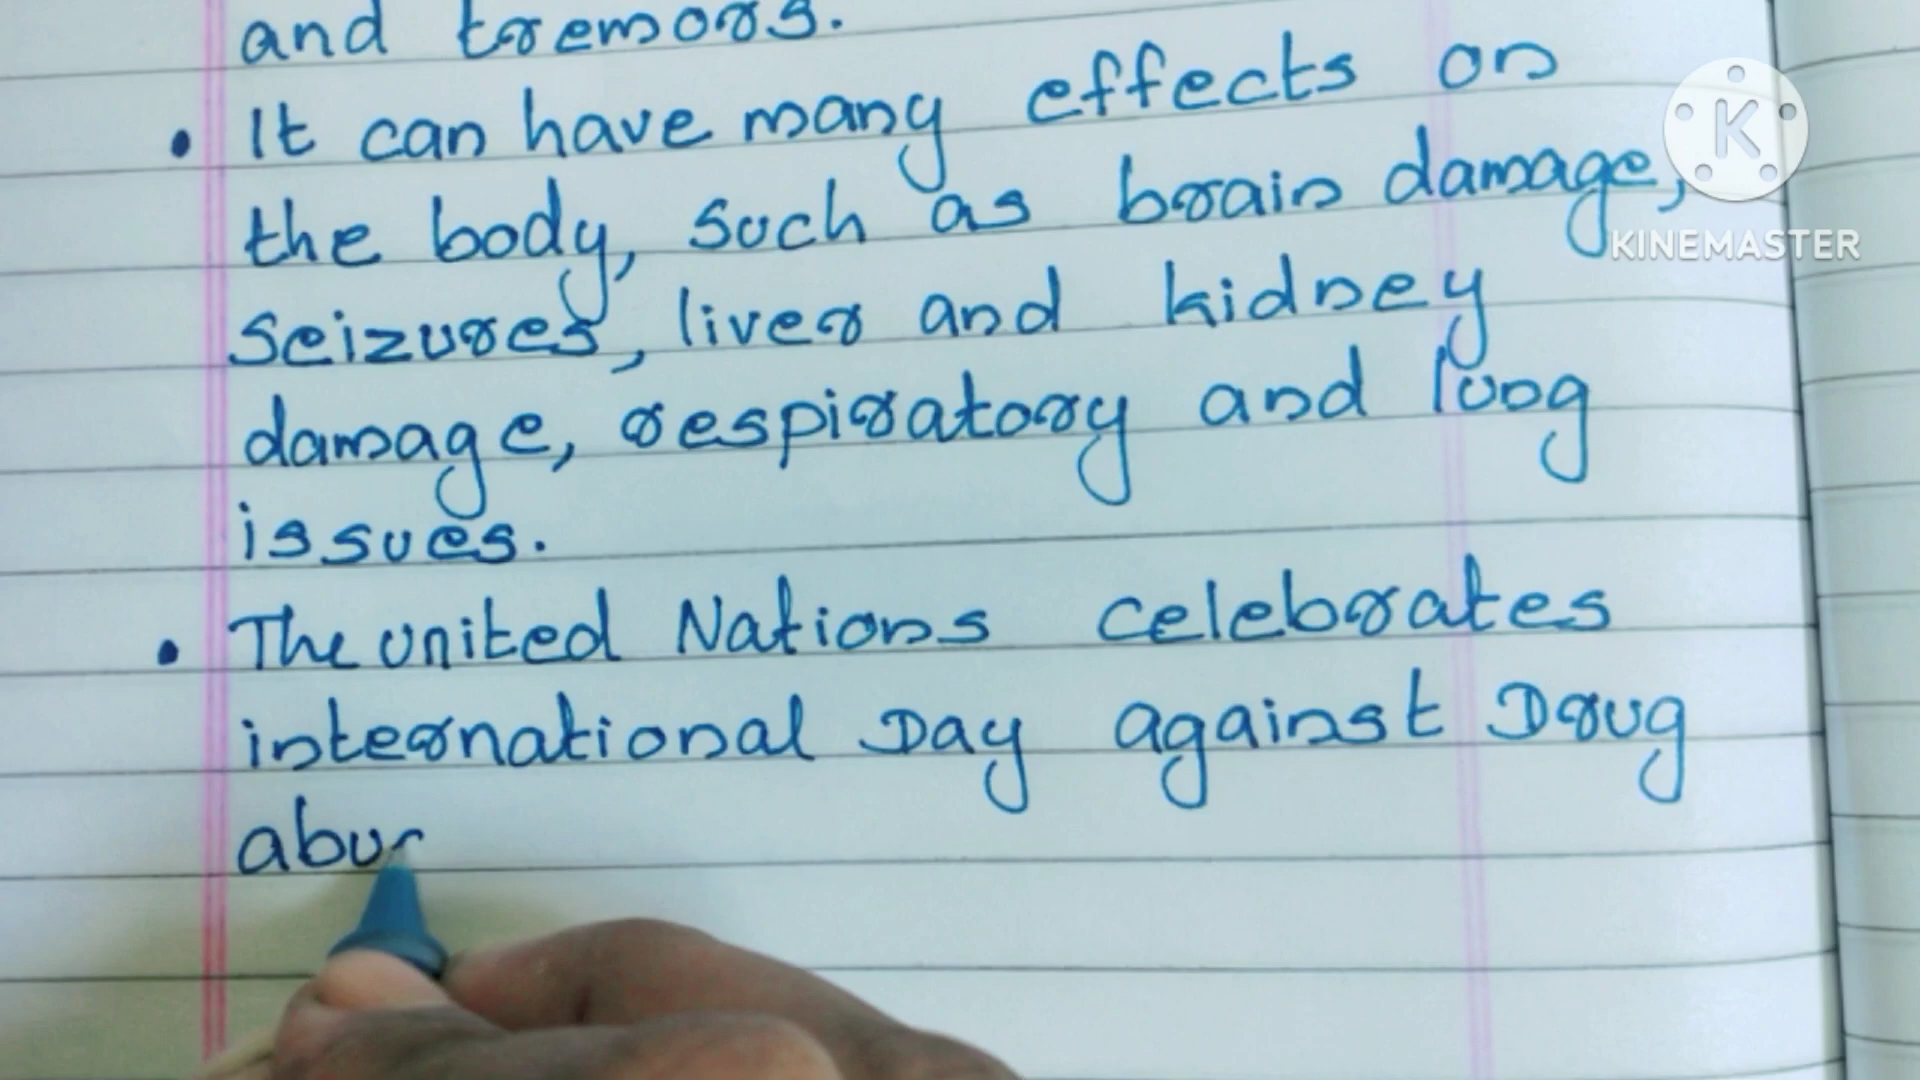 and tremors.
• It can have many effects on
the body, such as brain damage,
seizures, liver and kidney
damage, respiratory and lung
issues.
• The united Nations celebrates
international Day against Drug
abu
K
KINEMASTER